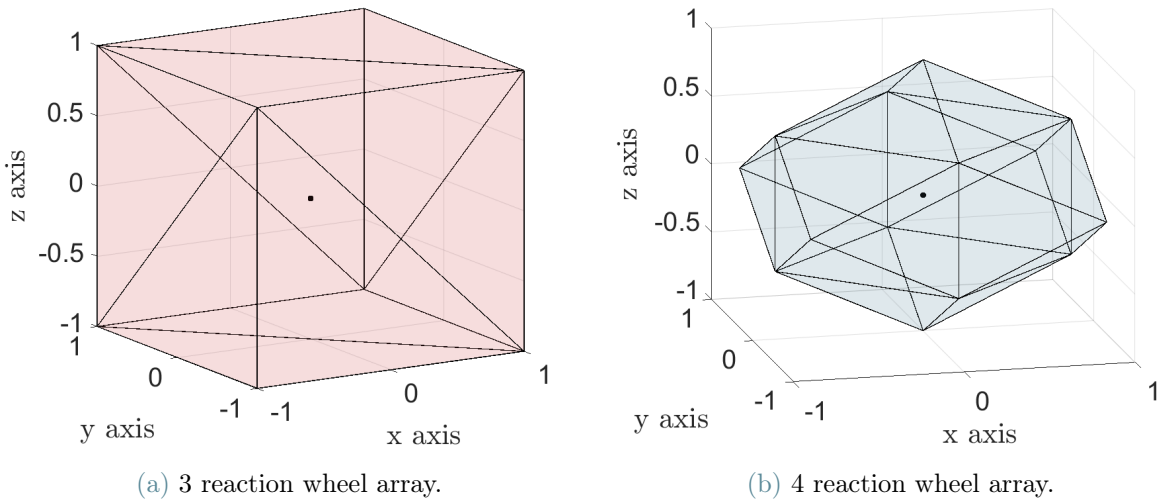 1
0.5
0
-0.5
-1
z axis
1
0
-1
y axis
-1
0
1
x axis
(a) 3 reaction wheel array.
1
0.5
0
-0.5
-1
z axis
1
0
-1
y axis
-1
0
1
x axis
(b) 4 reaction wheel array.